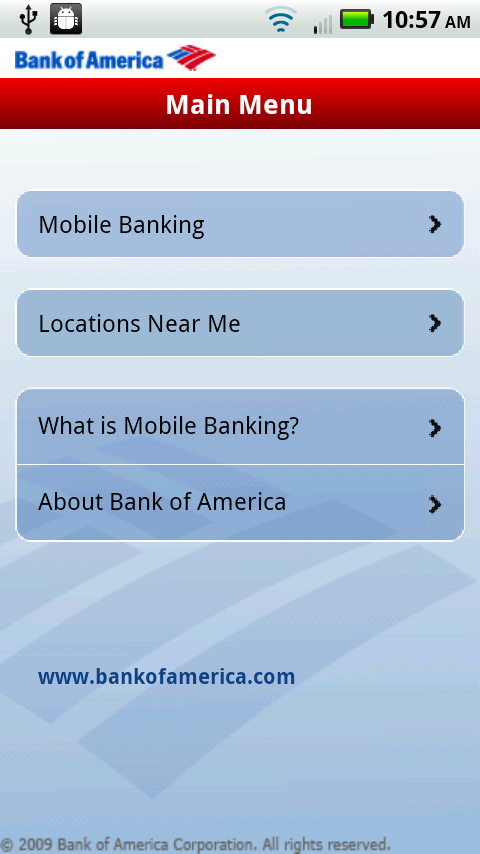 10:57 AM
Bank of America
Main Menu
Mobile Banking
Locations Near Me
What is Mobile Banking?
About Bank of America
www.bankofamerica.com
© 2009 Bank of America Corporation. All rights reserved.